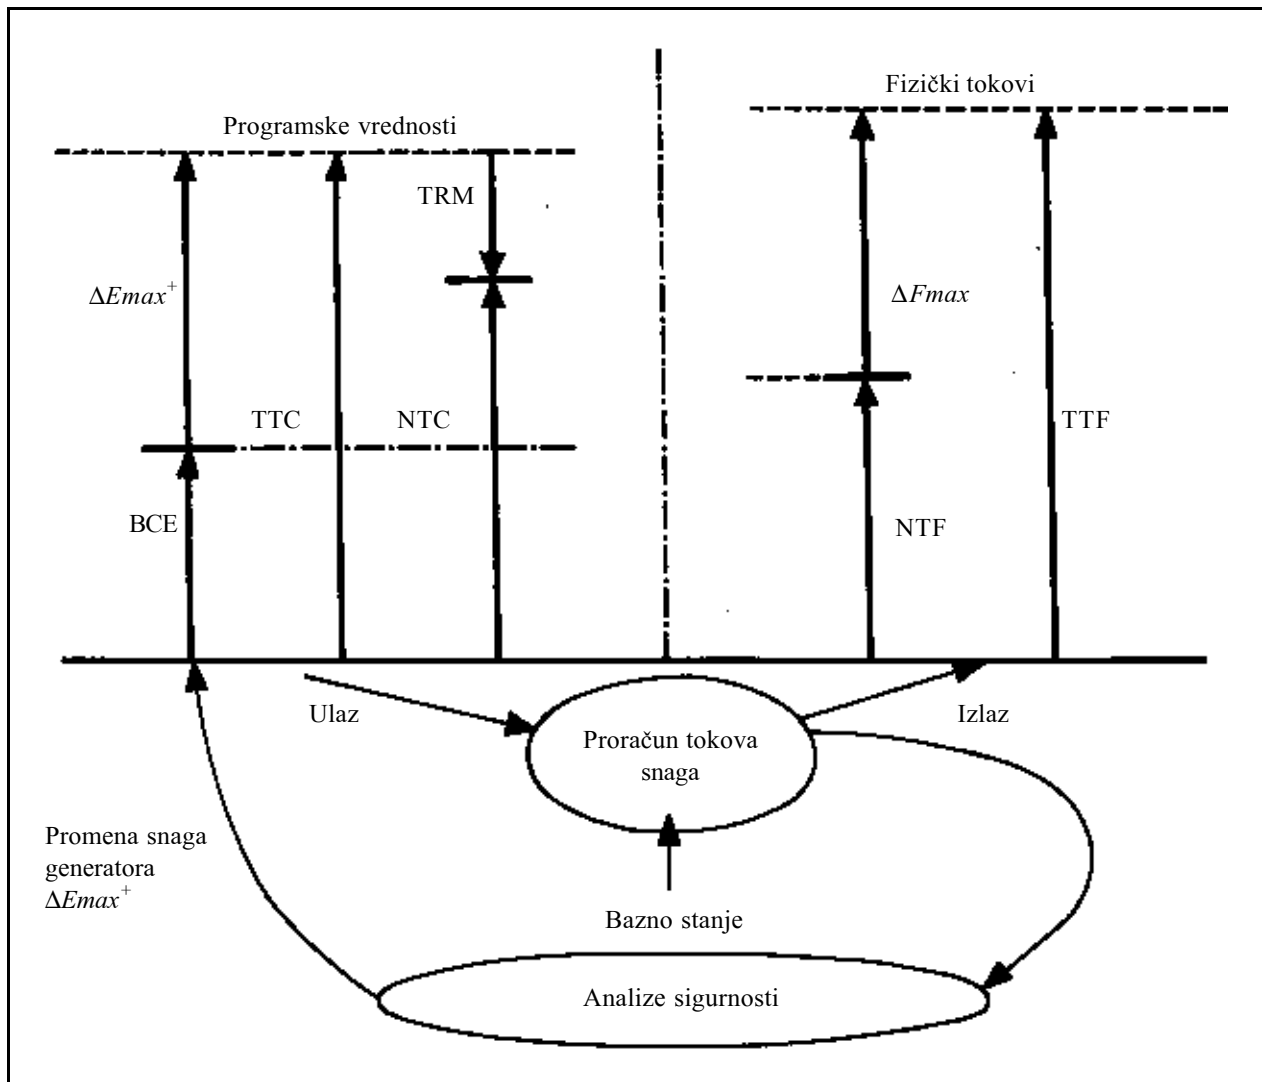 Fizički tokovi
Programske vrednosti
TRM
ΔEmax⁺
ΔFmax
TTC
NTC
TTF
BCE
NTF
Ulaz
Izlaz
Proračun tokova
snaga
Promena snaga
generatora
ΔEmax⁺
Bazno stanje
Analize sigurnosti